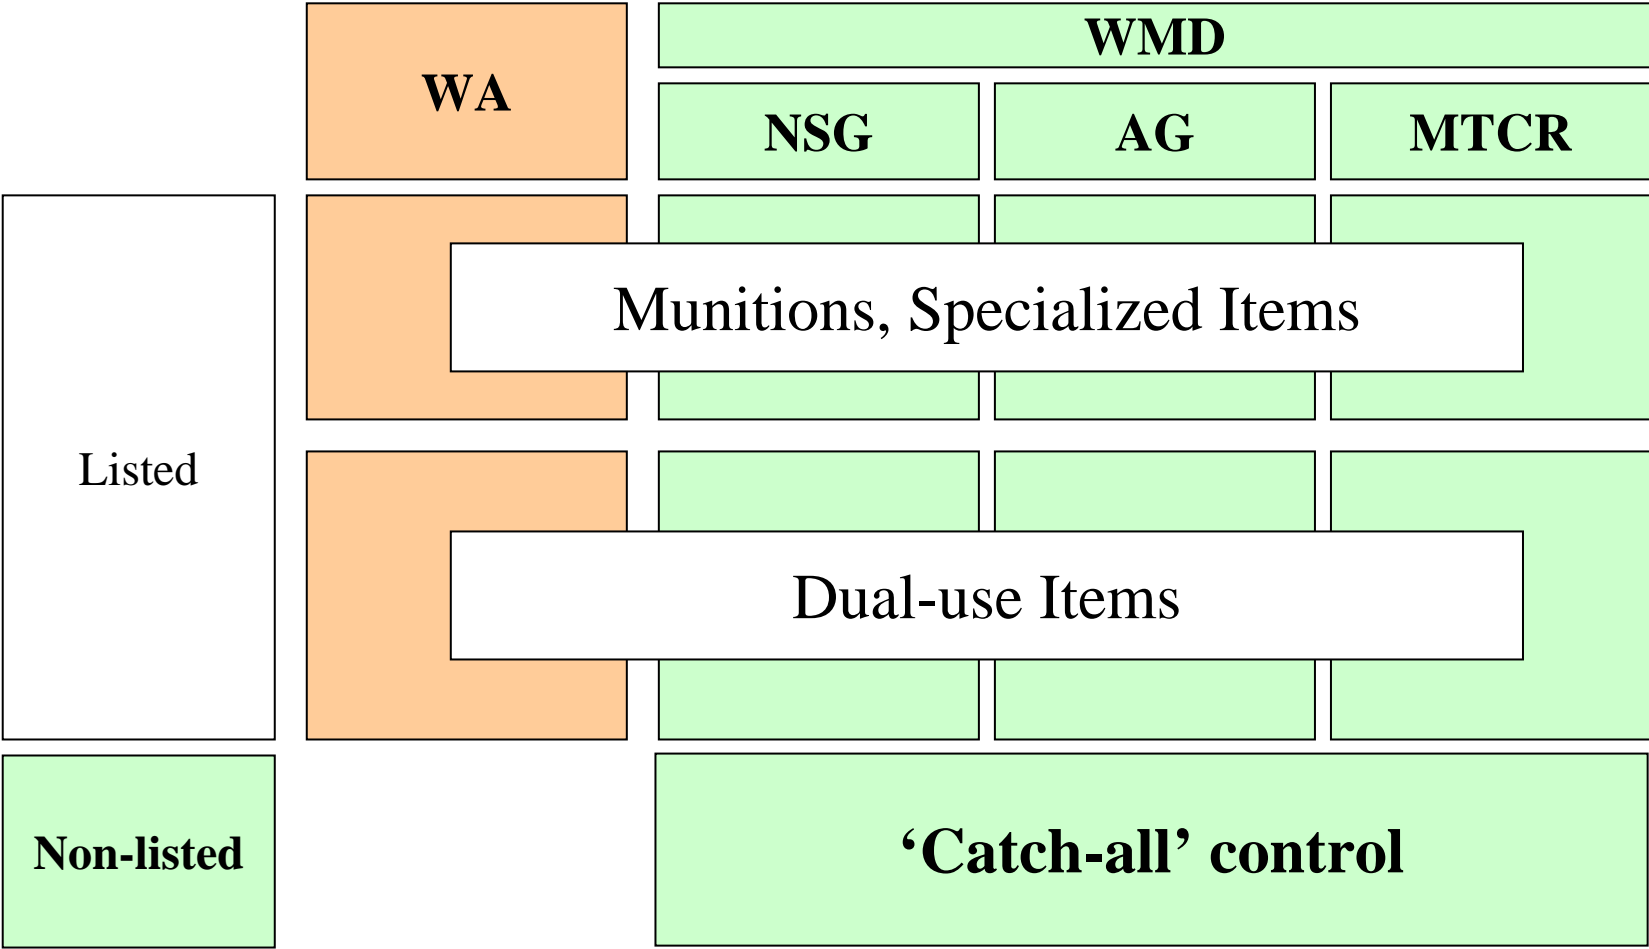 WA
WMD
NSG
AG
MTCR
Listed
Munitions, Specialized Items
Dual-use Items
Non-listed
‘Catch-all’ control